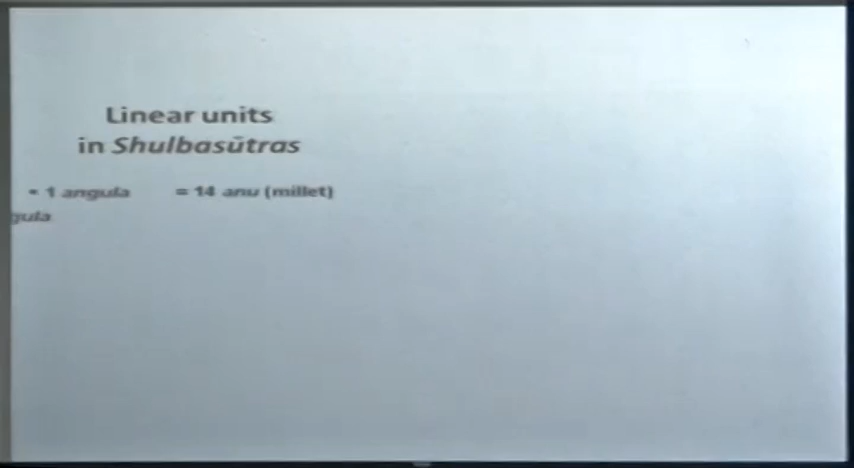 Linear units
in Shulbasūtras
• 1 angula = 14 anu (millet)
gula